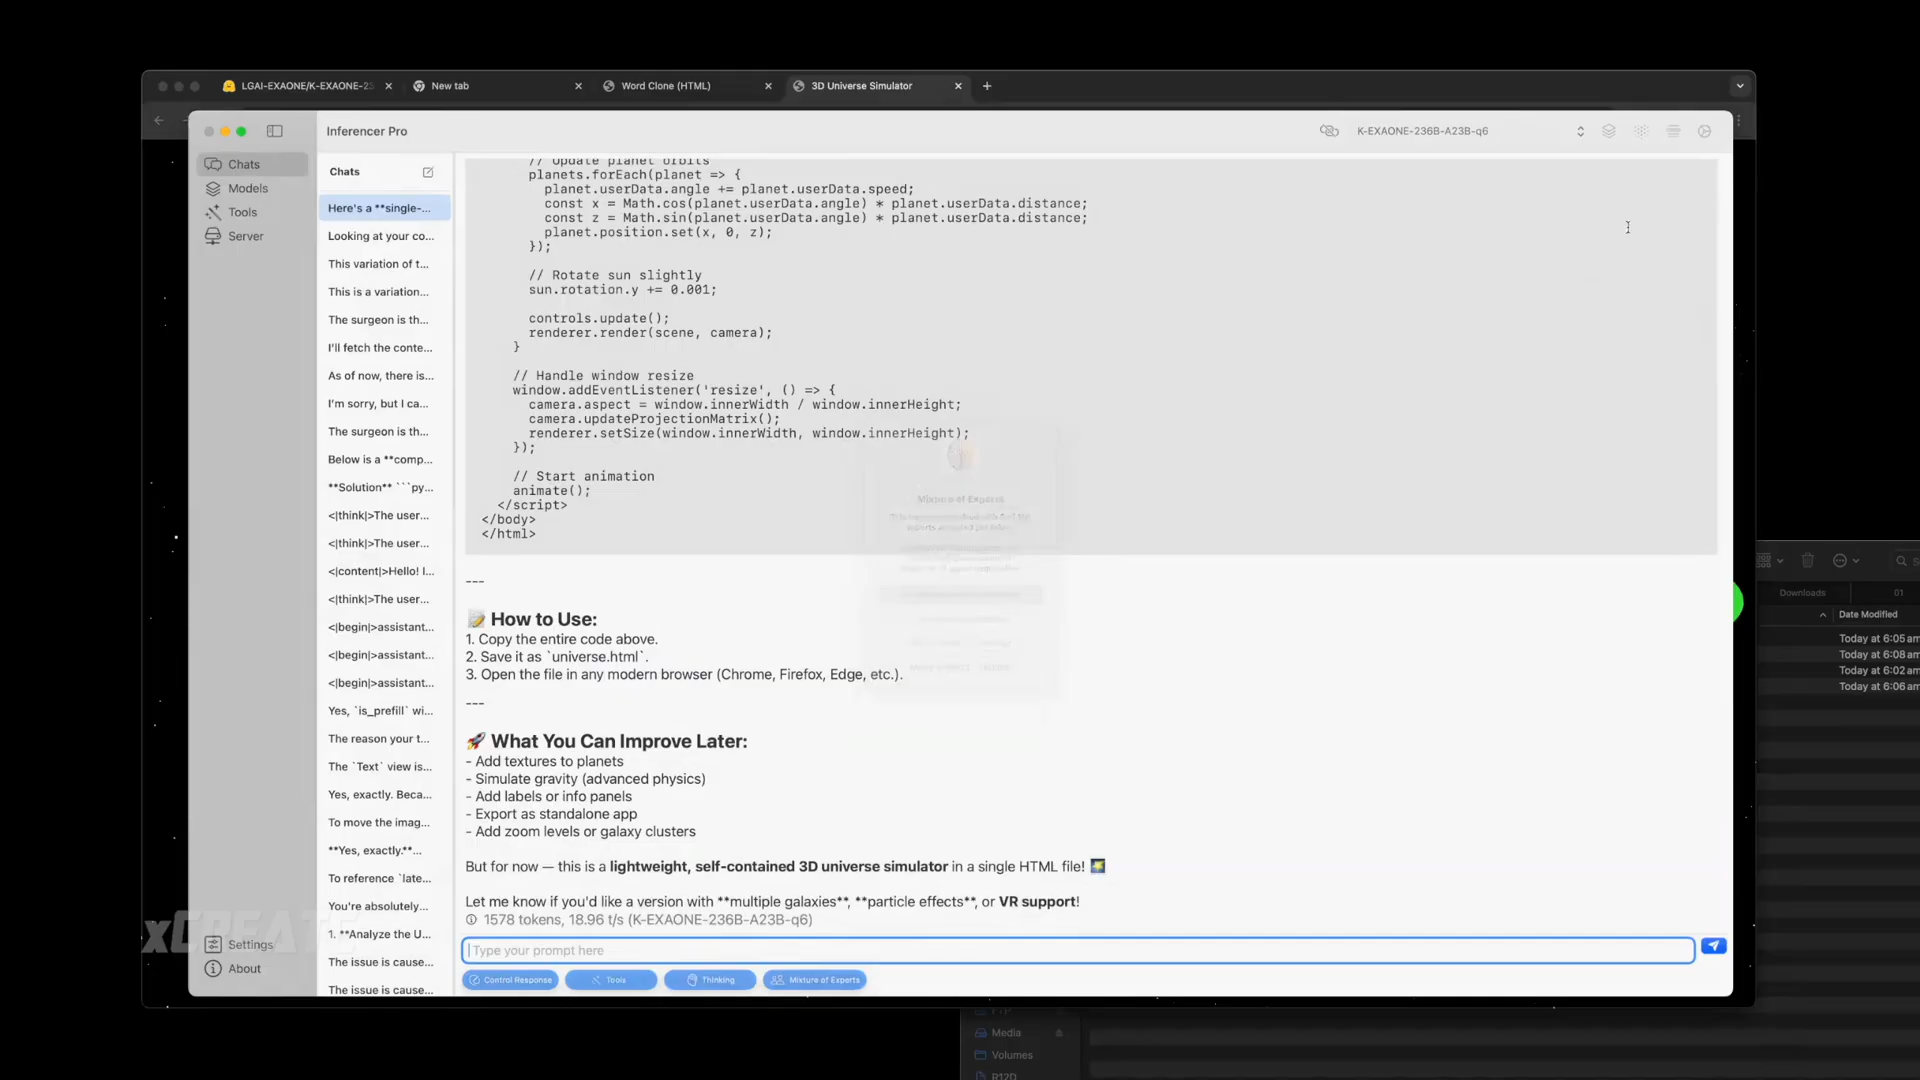 LGAI-EXAONE/K-EXAONE-23
New tab
Word Clone (HTML)
3D Universe Simulator
Inferencer Pro
K-EXAONE-236B-A23B-q6
Chats
Models
Tools
Server
Settings
About
Chats
Here's a **single-...
Looking at your co...
This variation of t...
This is a variation...
The surgeon is th...
I'll fetch the conte...
As of now, there is...
I'm sorry, but I ca...
The surgeon is th...
Below is a **comp...
**Solution** ```py...
<|think|>The user...
<|think|>The user...
<|content|>Hello! I...
<|think|>The user...
<|begin|>assistant...
<|begin|>assistant...
<|begin|>assistant...
Yes, `is_prefill` wi...
The reason your t...
The `Text` view is...
Yes, exactly. Beca...
To move the imag...
**Yes, exactly.**...
To reference `late...
You're absolutely...
1. **Analyze the U...
The issue is cause...
The issue is cause...
// Update planet orbits
planets.forEach(planet => {
planet.userData.angle += planet.userData.speed;
const x = Math.cos(planet.userData.angle) * planet.userData.distance;
const z = Math.sin(planet.userData.angle) * planet.userData.distance;
planet.position.set(x, 0, z);
});
// Rotate sun slightly
sun.rotation.y += 0.001;
controls.update();
renderer.render(scene, camera);
}
// Handle window resize
window.addEventListener('resize', () => {
camera.aspect = window.innerWidth / window.innerHeight;
camera.updateProjectionMatrix();
renderer.setSize(window.innerWidth, window.innerHeight);
});
// Start animation
animate();
</script>
</body>
</html>
Mixture of Experts
---
📝 How to Use:
1. Copy the entire code above.
2. Save it as `universe.html`.
3. Open the file in any modern browser (Chrome, Firefox, Edge, etc.).
---
🚀 What You Can Improve Later:
- Add textures to planets
- Simulate gravity (advanced physics)
- Add labels or info panels
- Export as standalone app
- Add zoom levels or galaxy clusters
But for now — this is a lightweight, self-contained 3D universe simulator in a single HTML file! 🌠
Let me know if you'd like a version with **multiple galaxies**, **particle effects**, or VR support!
1578 tokens, 18.96 t/s (K-EXAONE-236B-A23B-q6)
Type your prompt here
Control Response
Tools
Thinking
Mixture of Experts
xCREATE
Downloads
01
Date Modified
Today at 6:05 am
Today at 6:08 am
Today at 6:02 am
Today at 6:06 am
Media
Volumes
R12D